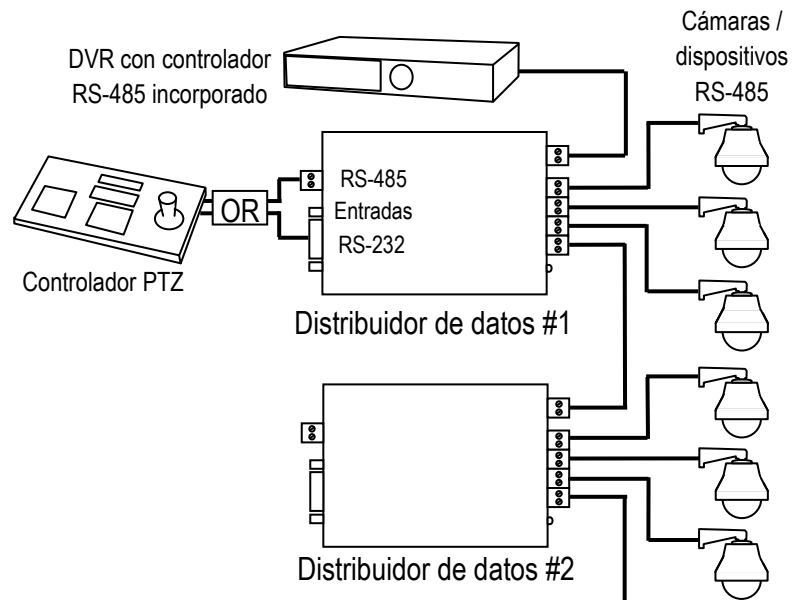 Cámaras /
dispositivos
RS-485
DVR con controlador
RS-485 incorporado
RS-485
OR
Entradas
RS-232
Controlador PTZ
Distribuidor de datos #1
Distribuidor de datos #2